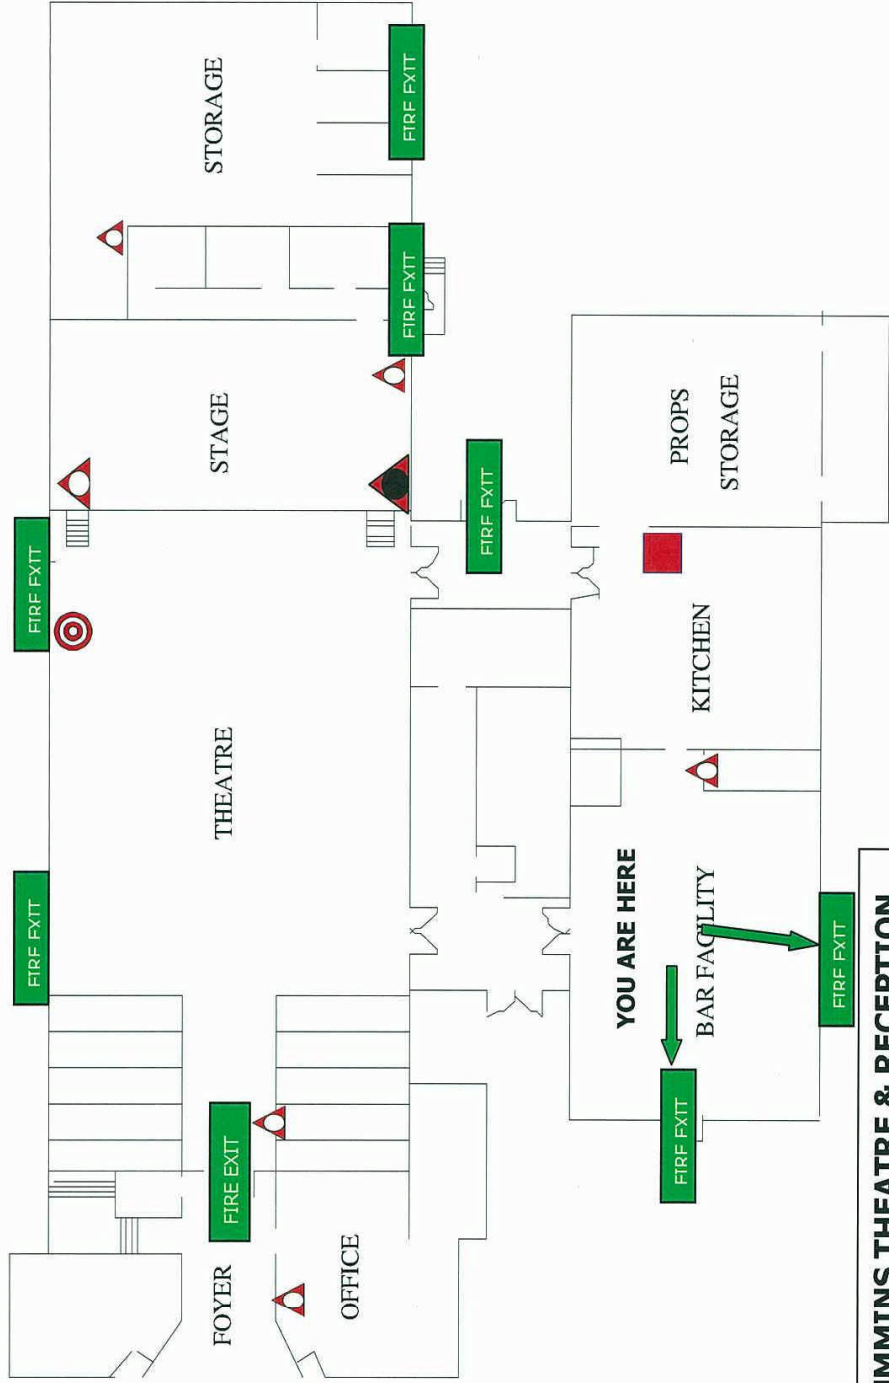 FIRE EXIT
FIRE EXIT
FOYER
FIRE EXIT
THEATRE
STAGE
STORAGE
OFFICE
FIRE EXIT
FIRE EXIT
FIRE EXIT
YOU ARE HERE
FIRE EXIT
BAR FACILITY
KITCHEN
PROPS
STORAGE
FIRE EXIT
THEATRE & RECEPTION